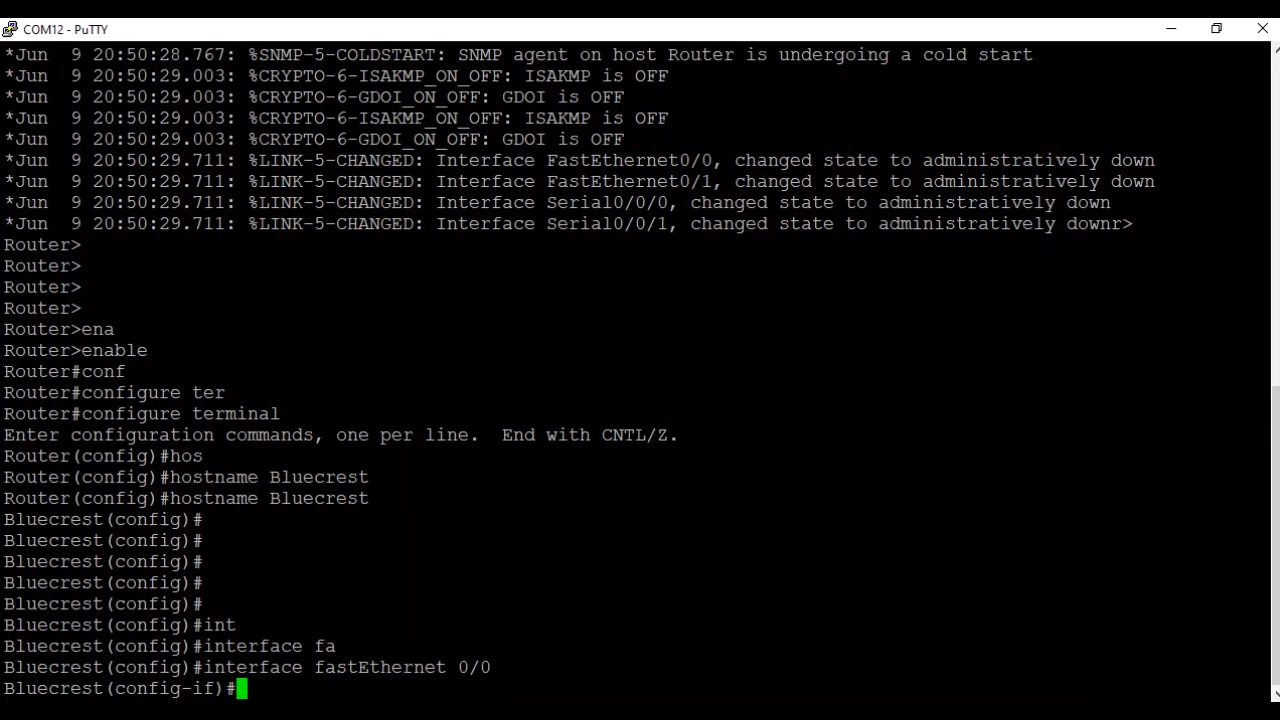 COM12 - PuTTY
*Jun  9 20:50:28.767: %SNMP-5-COLDSTART: SNMP agent on host Router is undergoing a cold start
*Jun  9 20:50:29.003: %CRYPTO-6-ISAKMP_ON_OFF: ISAKMP is OFF
*Jun  9 20:50:29.003: %CRYPTO-6-GDOI_ON_OFF: GDOI is OFF
*Jun  9 20:50:29.003: %CRYPTO-6-ISAKMP_ON_OFF: ISAKMP is OFF
*Jun  9 20:50:29.003: %CRYPTO-6-GDOI_ON_OFF: GDOI is OFF
*Jun  9 20:50:29.711: %LINK-5-CHANGED: Interface FastEthernet0/0, changed state to administratively down
*Jun  9 20:50:29.711: %LINK-5-CHANGED: Interface FastEthernet0/1, changed state to administratively down
*Jun  9 20:50:29.711: %LINK-5-CHANGED: Interface Serial0/0/0, changed state to administratively down
*Jun  9 20:50:29.711: %LINK-5-CHANGED: Interface Serial0/0/1, changed state to administratively downr>
Router>
Router>
Router>
Router>
Router>ena
Router>enable
Router#conf
Router#configure ter
Router#configure terminal
Enter configuration commands, one per line.  End with CNTL/Z.
Router(config)#hos
Router(config)#hostname Bluecrest
Router(config)#hostname Bluecrest
Bluecrest(config)#
Bluecrest(config)#
Bluecrest(config)#
Bluecrest(config)#
Bluecrest(config)#
Bluecrest(config)#int
Bluecrest(config)#interface fa
Bluecrest(config)#interface fastEthernet 0/0
Bluecrest(config-if)#